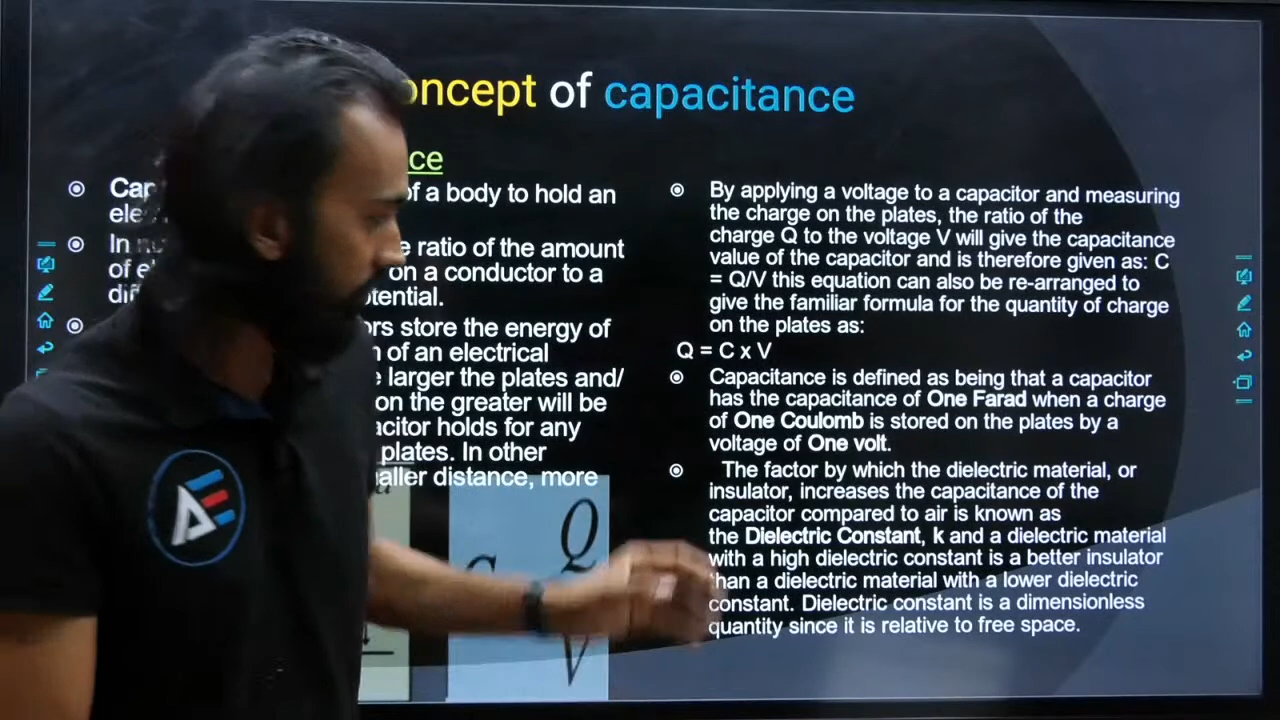 oncept of capacitance
ce
Cap of a body to hold an
ele
In e ratio of the amount
of e on a conductor to a
dif otential.
ors store the energy of
n of an electrical
e larger the plates and/
on the greater will be
acitor holds for any
plates. In other
aller distance, more
Q
V
By applying a voltage to a capacitor and measuring
the charge on the plates, the ratio of the
charge Q to the voltage V will give the capacitance
value of the capacitor and is therefore given as: C
= Q/V this equation can also be re-arranged to
give the familiar formula for the quantity of charge
on the plates as:
Q = C x V
Capacitance is defined as being that a capacitor
has the capacitance of One Farad when a charge
of One Coulomb is stored on the plates by a
voltage of One volt.
The factor by which the dielectric material, or
insulator, increases the capacitance of the
capacitor compared to air is known as
the Dielectric Constant, k and a dielectric material
with a high dielectric constant is a better insulator
than a dielectric material with a lower dielectric
constant. Dielectric constant is a dimensionless
quantity since it is relative to free space.
AE